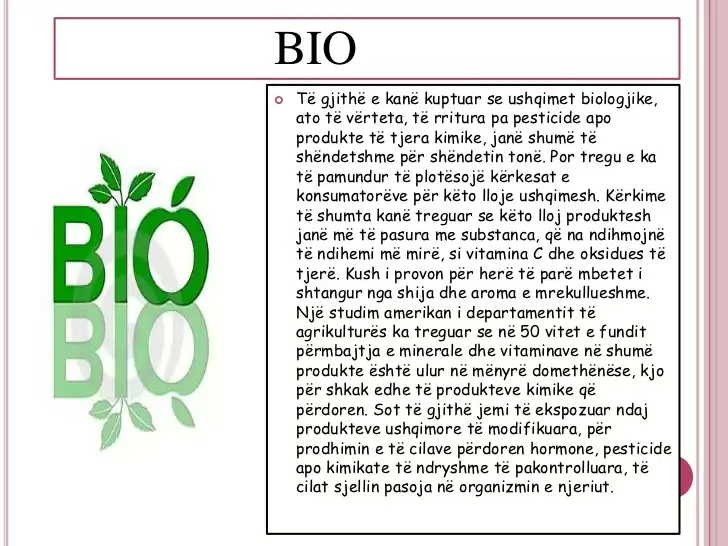 BIO
Të gjithë e kanë kuptuar se ushqimet biologjike,
ato të vërteta, të rritura pa pesticide apo
produkte të tjera kimike, janë shumë të
shëndetshme për shëndetin tonë. Por tregu e ka
të pamundur të plotësojë kërkesat e
konsumatorëve për këto lloje ushqimesh. Kërkime
të shumta kanë treguar se këto lloj produktesh
janë më të pasura me substanca, që na ndihmojnë
të ndihemi më mirë, si vitamina C dhe oksidues të
tjerë. Kush i provon për herë të parë mbetet i
shtangur nga shija dhe aroma e mrekullueshme.
Një studim amerikan i departamentit të
agrikulturës ka treguar se në 50 vitet e fundit
përmbajtja e minerale dhe vitaminave në shumë
produkte është ulur në mënyrë domethënëse, kjo
për shkak edhe të produkteve kimike që
përdoren. Sot të gjithë jemi të ekspozuar ndaj
produkteve ushqimore të modifikuara, për
prodhimin e të cilave përdoren hormone, pesticide
apo kimikate të ndryshme të pakontrolluara, të
cilat sjellin pasoja në organizmin e njeriut.
BIO
BIO